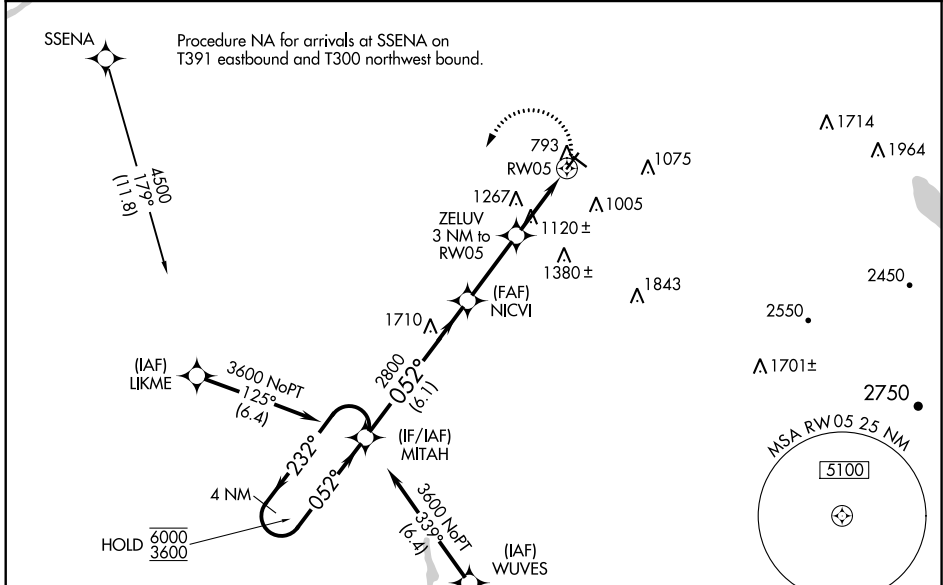 SSENA
Procedure NA for arrivals at SSENA on
T391 eastbound and T300 northwest bound.
4500
179°
(11.8)
793
RW05
1714
1964
1075
1267
1005
ZELUV
3 NM to
RW05
1120 ±
1380 ±
1843
2450
2550
(FAF)
NICVI
1710
1701±
2750
(IAF)
LIKME
3600 NoPT
125°
(6.4)
2800
052°
(6.1)
(IF/IAF)
MITAH
232°
052°
4 NM
HOLD
6000
3600
3600 NoPT
339°
(6.4)
(IAF)
WUVES
MSA RW 05 25 NM
5100